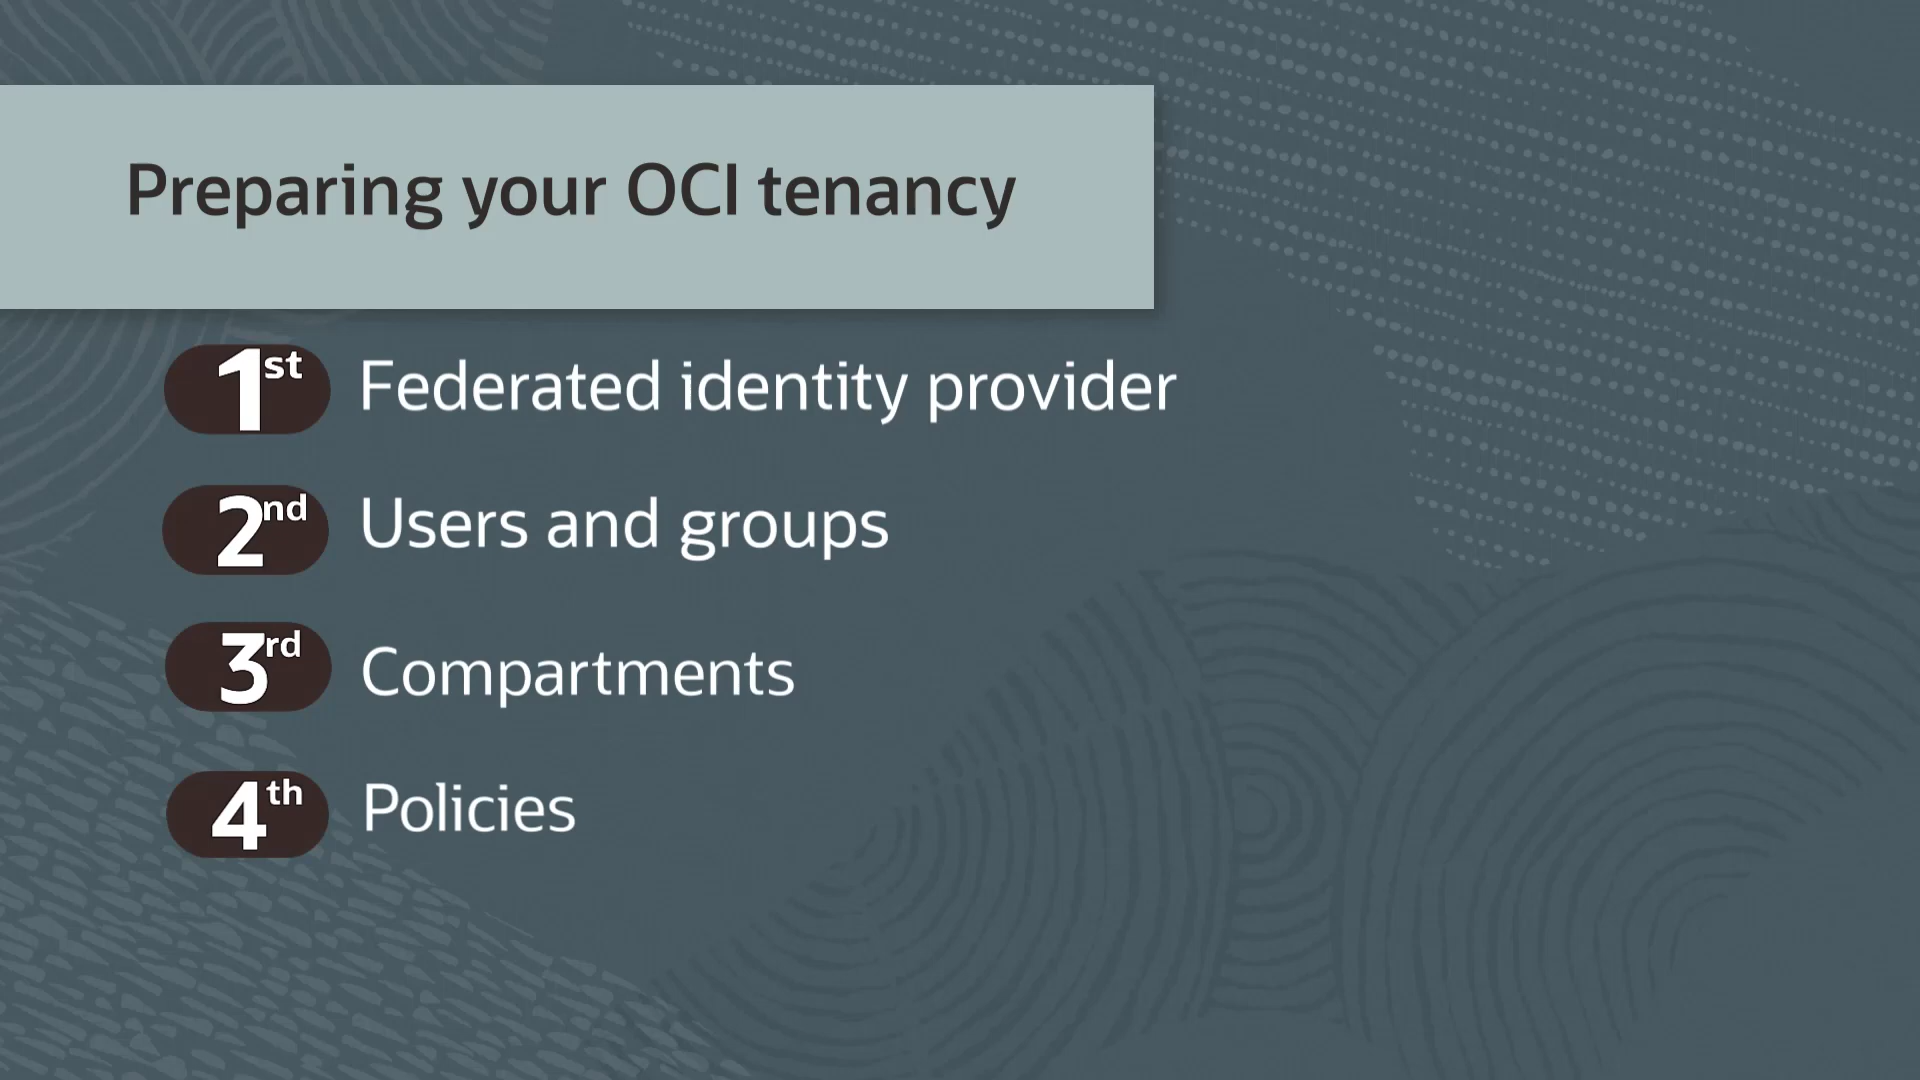 Preparing your OCI tenancy
1st Federated identity provider
2nd Users and groups
3rd Compartments
4th Policies